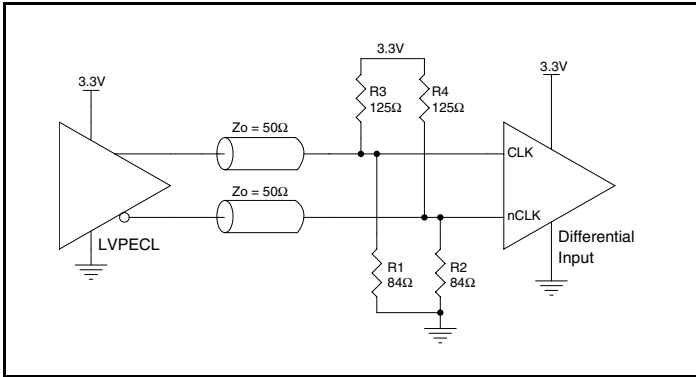 3.3V
3.3V
3.3V
R3
125Ω
R4
125Ω
Zo = 50Ω
CLK
Zo = 50Ω
nCLK
LVPECL
Differential
Input
R1
84Ω
R2
84Ω